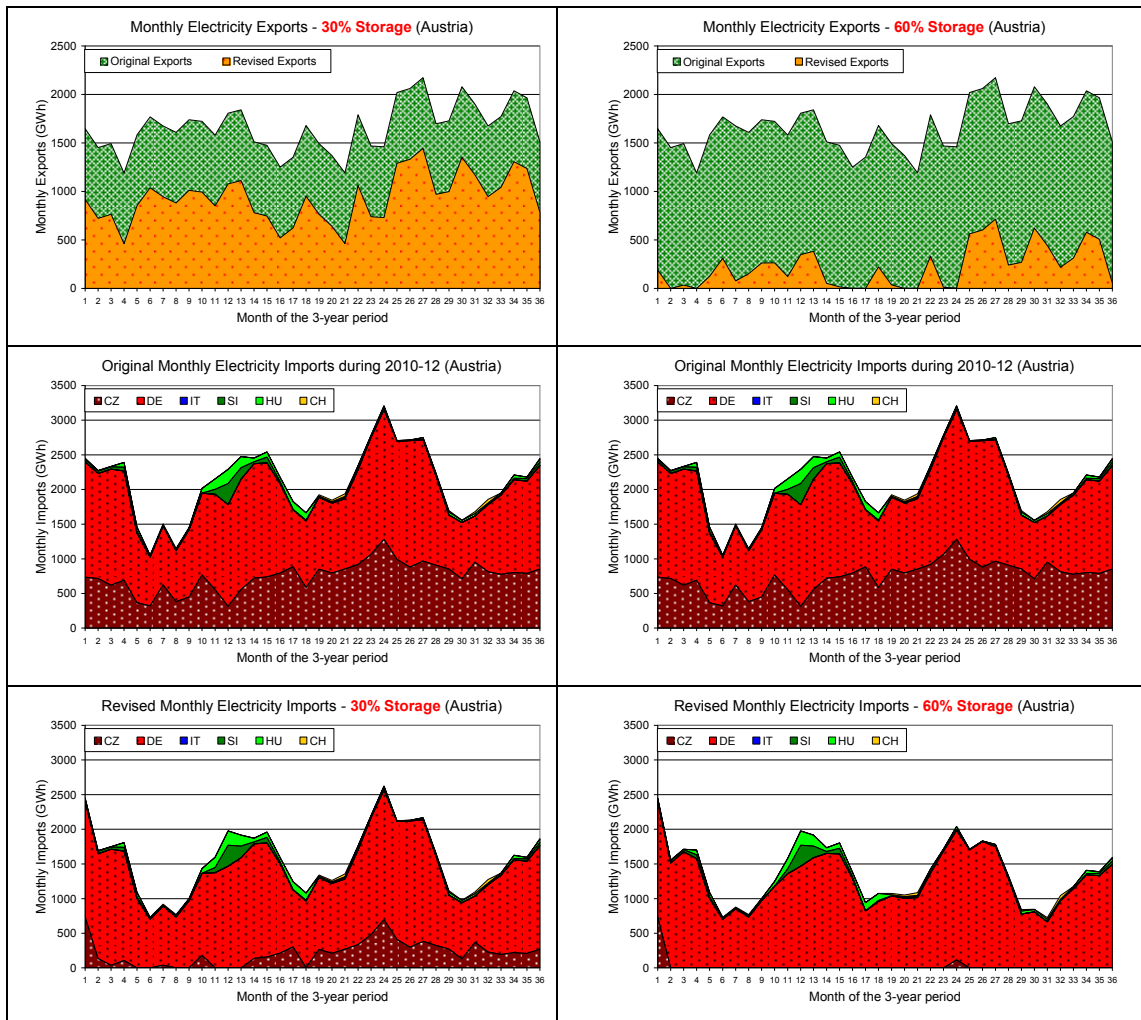 Monthly Electricity Exports - 30% Storage (Austria)
2500
2000
1500
1000
500
0
Monthly Exports (GWh)
Original Exports
Revised Exports
1 2 3 4 5 6 7 8 9 10 11 12 13 14 15 16 17 18 19 20 21 22 23 24 25 26 27 28 29 30 31 32 33 34 35 36
Month of the 3-year period
Monthly Electricity Exports - 60% Storage (Austria)
2500
2000
1500
1000
500
0
Monthly Exports (GWh)
Original Exports
Revised Exports
1 2 3 4 5 6 7 8 9 10 11 12 13 14 15 16 17 18 19 20 21 22 23 24 25 26 27 28 29 30 31 32 33 34 35 36
Month of the 3-year period
Original Monthly Electricity Imports during 2010-12 (Austria)
3500
3000
2500
2000
1500
1000
500
0
Monthly Imports (GWh)
CZ DE IT SI HU CH
1 2 3 4 5 6 7 8 9 10 11 12 13 14 15 16 17 18 19 20 21 22 23 24 25 26 27 28 29 30 31 32 33 34 35 36
Month of the 3-year period
Original Monthly Electricity Imports during 2010-12 (Austria)
3500
3000
2500
2000
1500
1000
500
0
Monthly Imports (GWh)
CZ DE IT SI HU CH
1 2 3 4 5 6 7 8 9 10 11 12 13 14 15 16 17 18 19 20 21 22 23 24 25 26 27 28 29 30 31 32 33 34 35 36
Month of the 3-year period
Revised Monthly Electricity Imports - 30% Storage (Austria)
3500
3000
2500
2000
1500
1000
500
0
Monthly Imports (GWh)
CZ DE IT SI HU CH
1 2 3 4 5 6 7 8 9 10 11 12 13 14 15 16 17 18 19 20 21 22 23 24 25 26 27 28 29 30 31 32 33 34 35 36
Month of the 3-year period
Revised Monthly Electricity Imports - 60% Storage (Austria)
3500
3000
2500
2000
1500
1000
500
0
Monthly Imports (GWh)
CZ DE IT SI HU CH
1 2 3 4 5 6 7 8 9 10 11 12 13 14 15 16 17 18 19 20 21 22 23 24 25 26 27 28 29 30 31 32 33 34 35 36
Month of the 3-year period